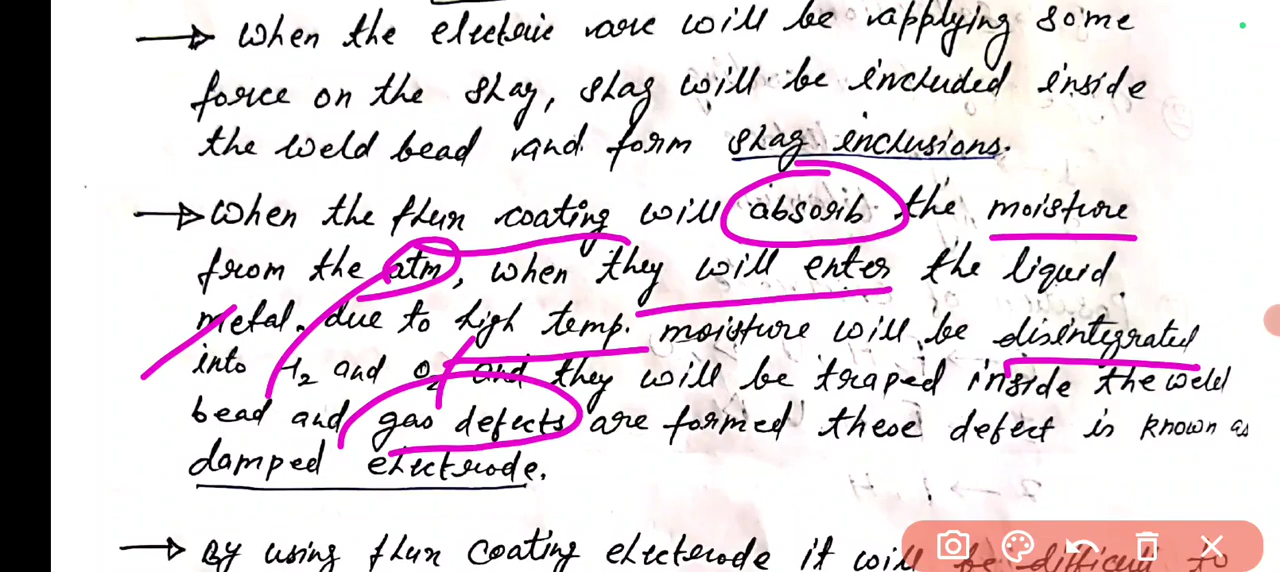 When the electric arc will be applying some
force on the slag, slag will be included inside
the weld bead and form slag inclusions.
When the flux coating will absorb the moisture
from the atm, when they will enter the liquid
metal. due to high temp. moisture will be disintegrated
into H2 and O2 and they will be traped inside the weld
bead and gas defects are formed these defect is known as
damped electrode.
By using flux coating electrode it will be difficult to